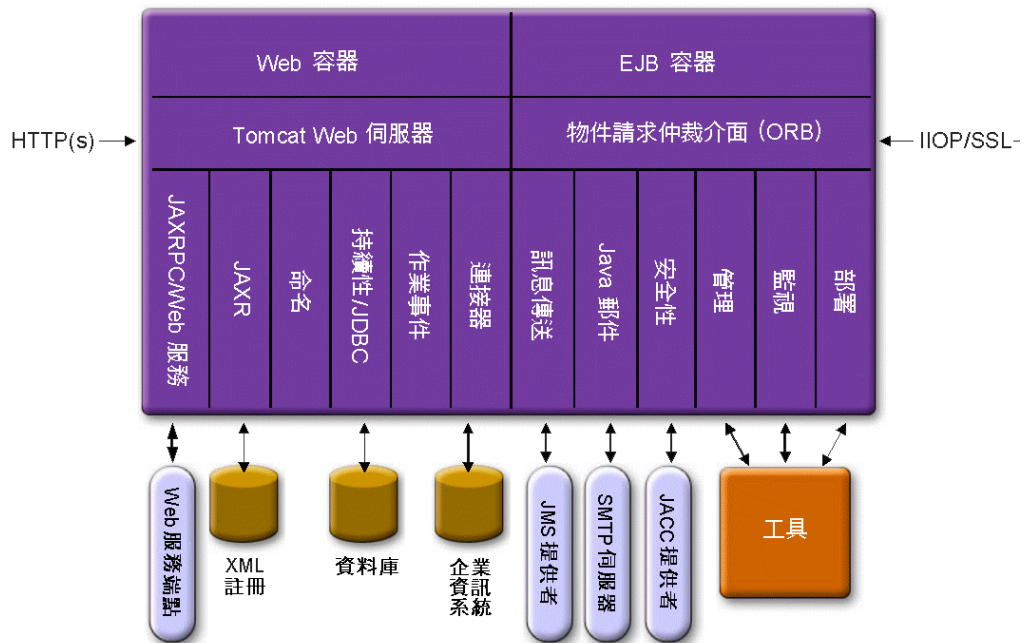 Web 容器
EJB 容器
HTTP(s)
Tomcat Web 伺服器
物件請求仲裁介面 (ORB)
IIOP/SSL
JAXRPC/Web 服務
JAXR
命名
持續性/JDBC
作業事件
連接器
訊息傳送
Java 郵件
安全性
管理
監視
部署
Web 服務端點
XML
註冊
資料庫
企業
資訊
系統
JMS 提供者
SMTP 伺服器
JACC 提供者
工具